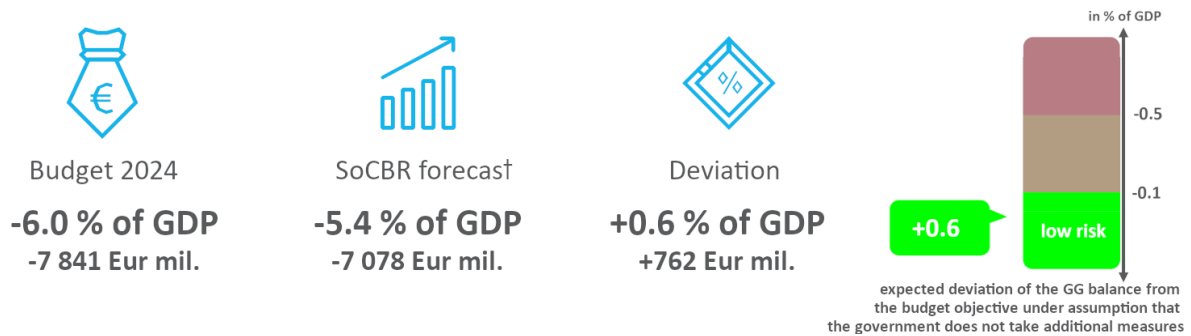 €
Budget 2024
-6.0 % of GDP
-7 841 Eur mil.
SoCBR forecast†
-5.4 % of GDP
-7 078 Eur mil.
%
Deviation
+0.6 % of GDP
+762 Eur mil.
in % of GDP
-0.5
-0.1
+0.6
low risk
expected deviation of the GG balance from
the budget objective under assumption that
the government does not take additional measures